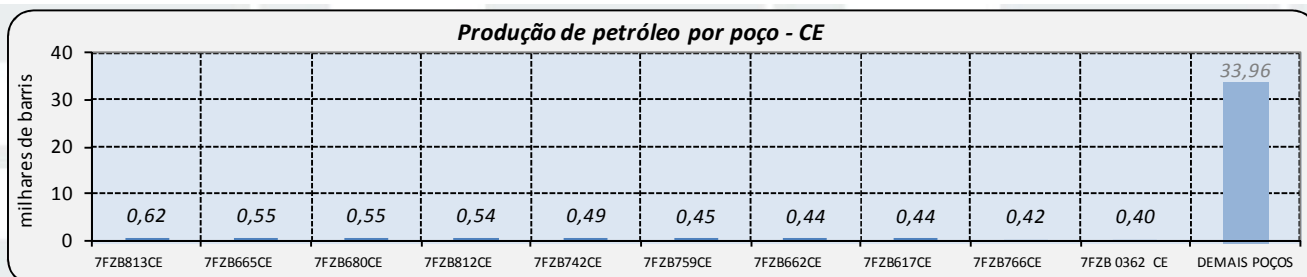 Produção de petróleo por poço - CE
milhares de barris
40
30
20
10
0
33,96
0,62 0,55 0,55 0,54 0,49 0,45 0,44 0,44 0,42 0,40
7FZB813CE 7FZB665CE 7FZB680CE 7FZB812CE 7FZB742CE 7FZB759CE 7FZB662CE 7FZB617CE 7FZB766CE 7FZB 0362 CE DEMAIS POÇOS